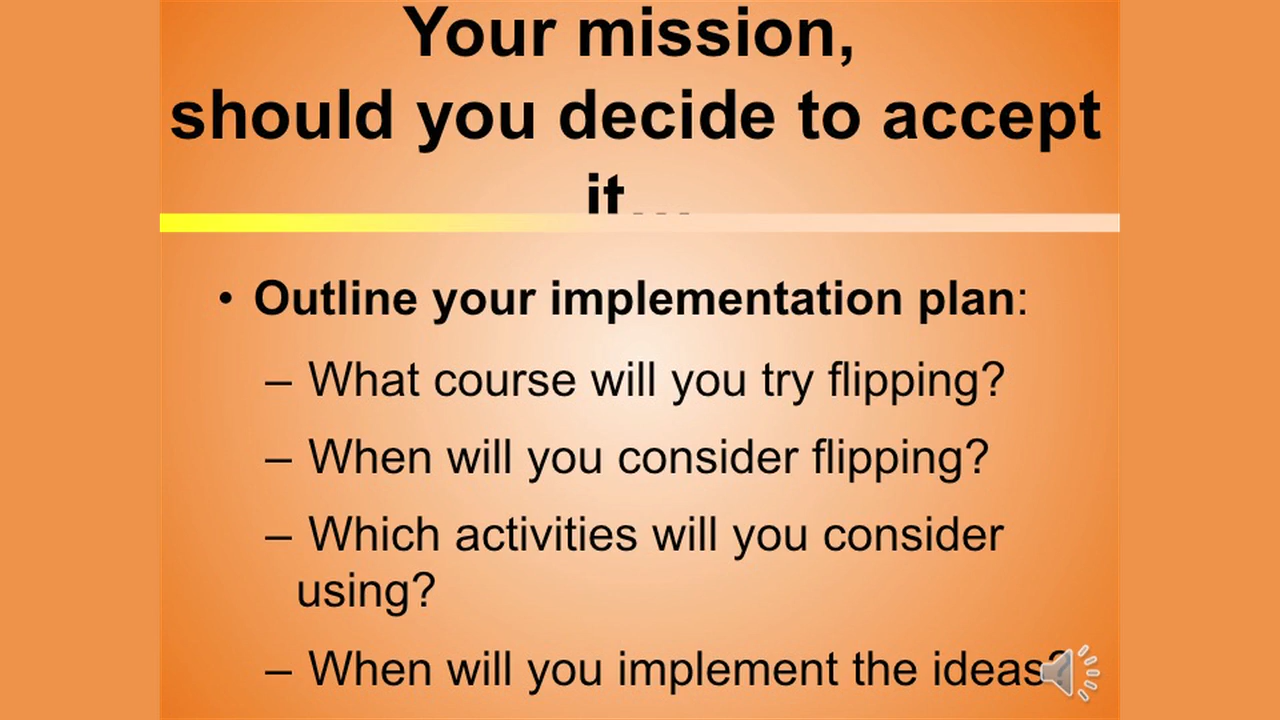 Your mission,
should you decide to accept
it...
• Outline your implementation plan:
– What course will you try flipping?
– When will you consider flipping?
– Which activities will you consider
using?
– When will you implement the ideas?